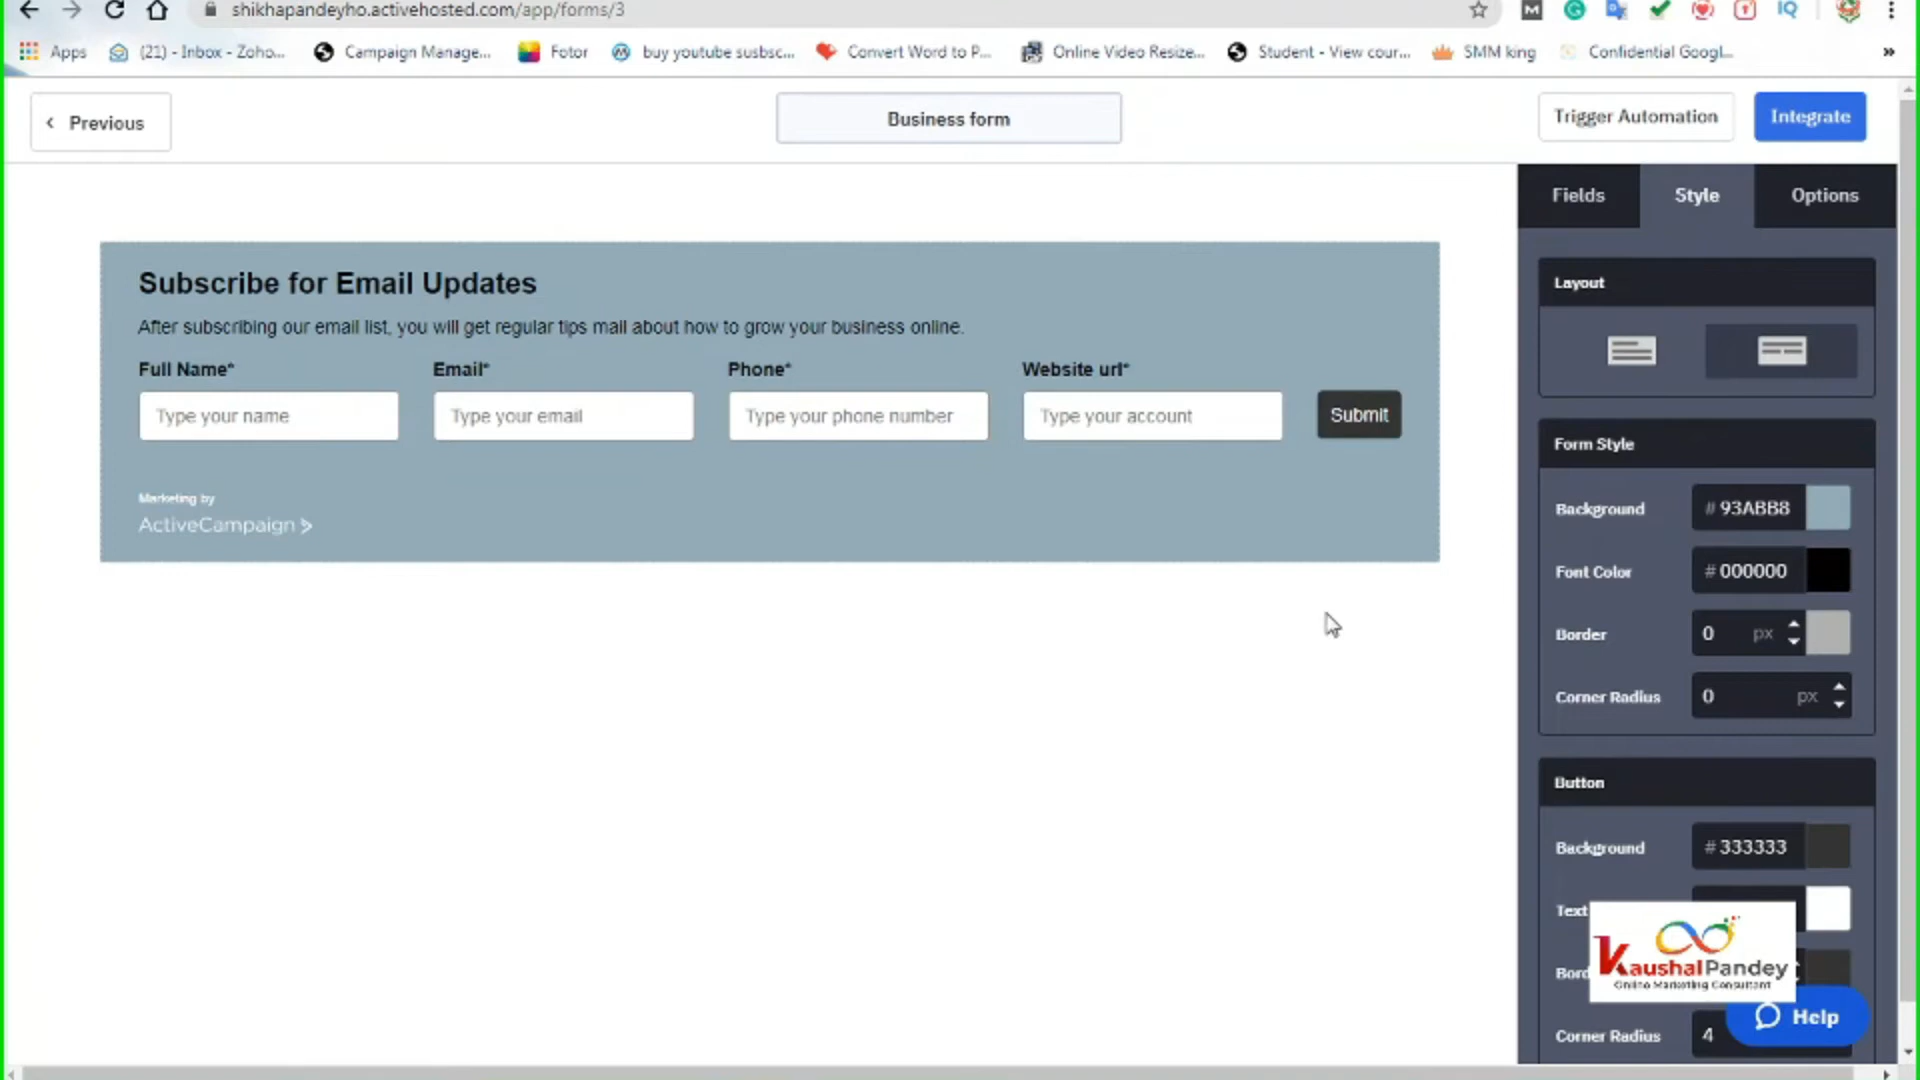 shikhapandeyho.activehosted.com/app/forms/3
Apps (21) - Inbox - Zoho... Campaign Manage... Fotor buy youtube susbsc... Convert Word to P... Online Video Resize... Student - View cour... SMM king Confidential Googl... »
Previous
Business form
Trigger Automation
Integrate
Fields Style Options
Subscribe for Email Updates
After subscribing our email list, you will get regular tips mail about how to grow your business online.
Full Name* Email* Phone* Website url*
Type your name Type your email Type your phone number Type your account Submit
Marketing by
ActiveCampaign >
Layout
Form Style
Background # 93ABB8
Font Color # 000000
Border 0 px
Corner Radius 0 px
Button
Background # 333333
Text
Bord
KaushalPandey
Online Marketing Consultant
Help
Corner Radius 4